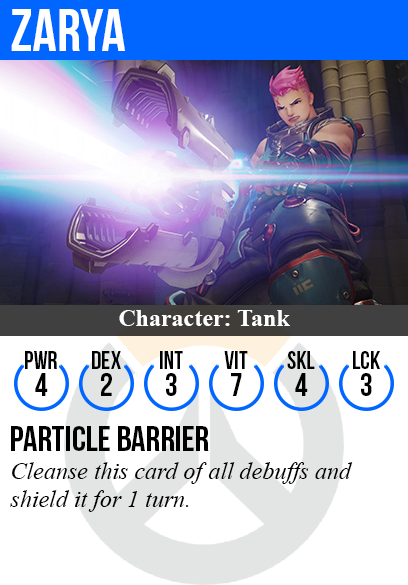 ZARYA
Character: Tank
PWR DEX INT VIT SKL LCK
4 2 3 7 4 3
PARTICLE BARRIER
Cleanse this card of all debuffs and
shield it for 1 turn.